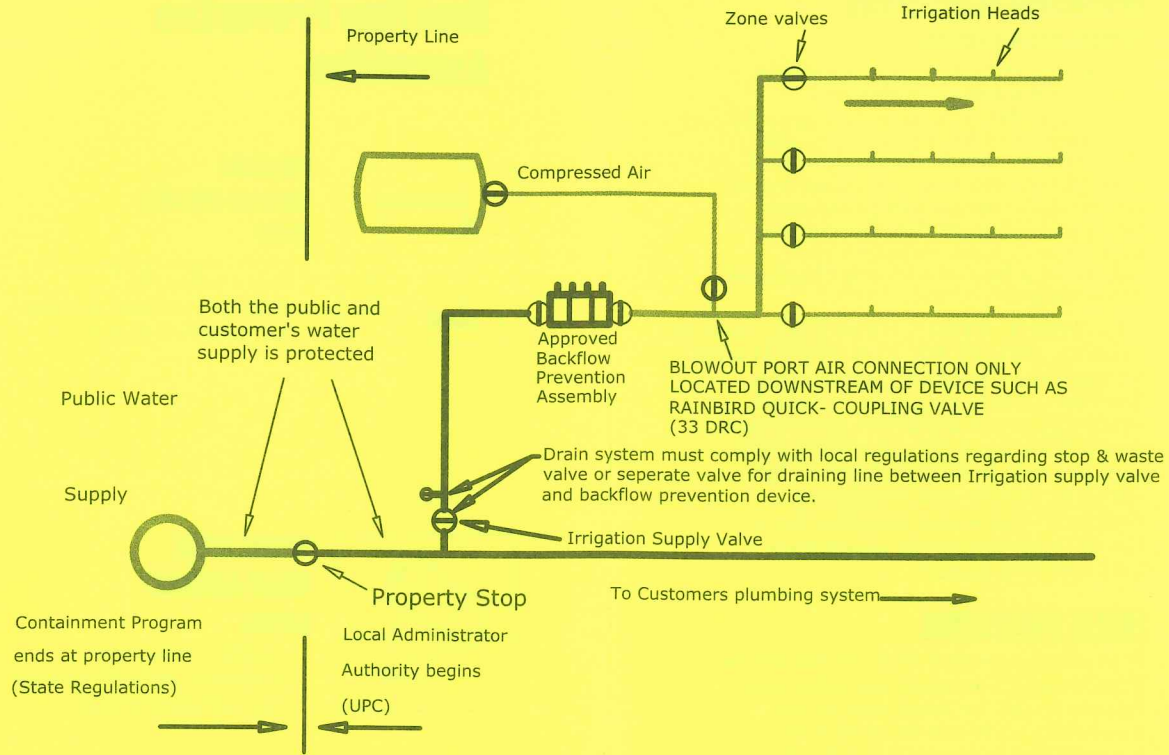 Property Line
Zone valves
Irrigation Heads
Compressed Air
Both the public and
customer's water
supply is protected
Approved
Backflow
Prevention
Assembly
BLOWOUT PORT AIR CONNECTION ONLY
LOCATED DOWNSTREAM OF DEVICE SUCH AS
RAINBIRD QUICK- COUPLING VALVE
(33 DRC)
Public Water
Supply
Drain system must comply with local regulations regarding stop & waste
valve or seperate valve for draining line between Irrigation supply valve
and backflow prevention device.
Irrigation Supply Valve
Property Stop
To Customers plumbing system
Containment Program
ends at property line
(State Regulations)
Local Administrator
Authority begins
(UPC)